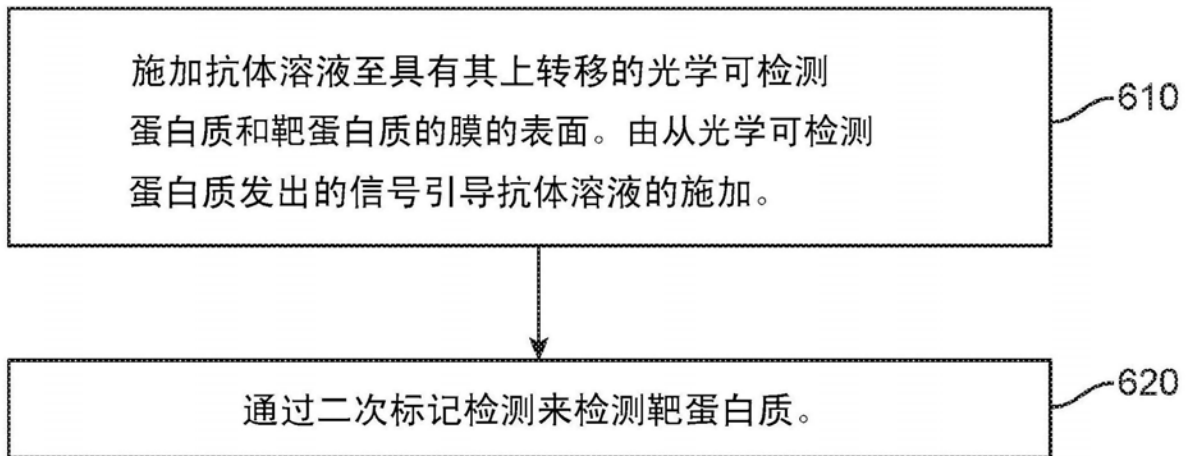 施加抗体溶液至具有其上转移的光学可检测
蛋白质和靶蛋白质的膜的表面。由从光学可检测
蛋白质发出的信号引导抗体溶液的施加。
610
通过二次标记检测来检测靶蛋白质。
620